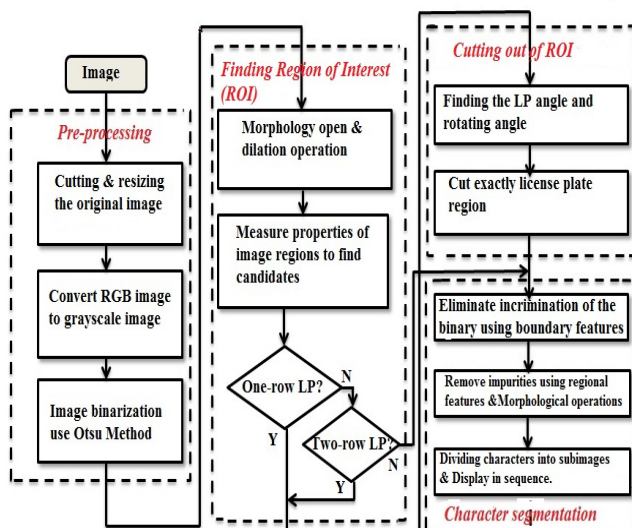 Image
Pre-processing
Cutting & resizing
the original image
Convert RGB image
to grayscale image
Image binarization
use Otsu Method
Finding Region of Interest
(ROI)
Morphology open &
dilation operation
Measure properties of
image regions to find
candidates
One-row LP?
N
Y
Two-row LP?
N
Y
Cutting out of ROI
Finding the LP angle and
rotating angle
Cut exactly license plate
region
Eliminate incrimination of the
binary using boundary features
Remove impurities using regional
features &Morphological operations
Dividing characters into subimages
& Display in sequence.
Character segmentation